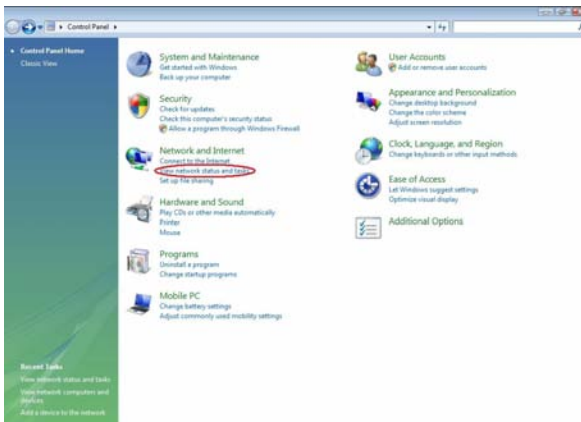 Control Panel
Control Panel Home
Classic View
System and Maintenance
Get started with Windows
Back up your computer
Security
Check for updates
Check this computer's security status
Allow a program through Windows Firewall
Network and Internet
Connect to the Internet
View network status and tasks
Set up file sharing
Hardware and Sound
Play CDs or other media automatically
Printer
Mouse
Programs
Uninstall a program
Change startup programs
Mobile PC
Change battery settings
Adjust commonly used mobility settings
User Accounts
Add or remove user accounts
Appearance and Personalization
Change desktop background
Change the color scheme
Adjust screen resolution
Clock, Language, and Region
Change keyboards or other input methods
Ease of Access
Let Windows suggest settings
Optimize visual display
Additional Options
Recent Tasks
View network status and tasks
View network computers and
devices
Add a device to the network